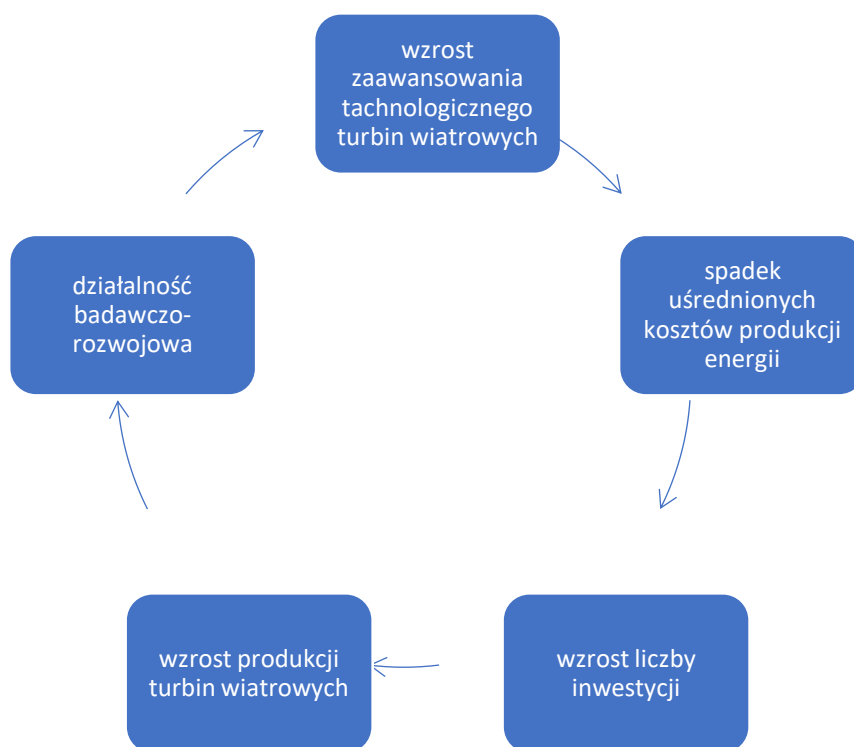 wzrost
zaawansowania
tachnologicznego
turbin wiatrowych
spadek
uśrednionych
kosztów produkcji
energii
wzrost liczby
inwestycji
wzrost produkcji
turbin wiatrowych
działalność
badawczo-
rozwojowa